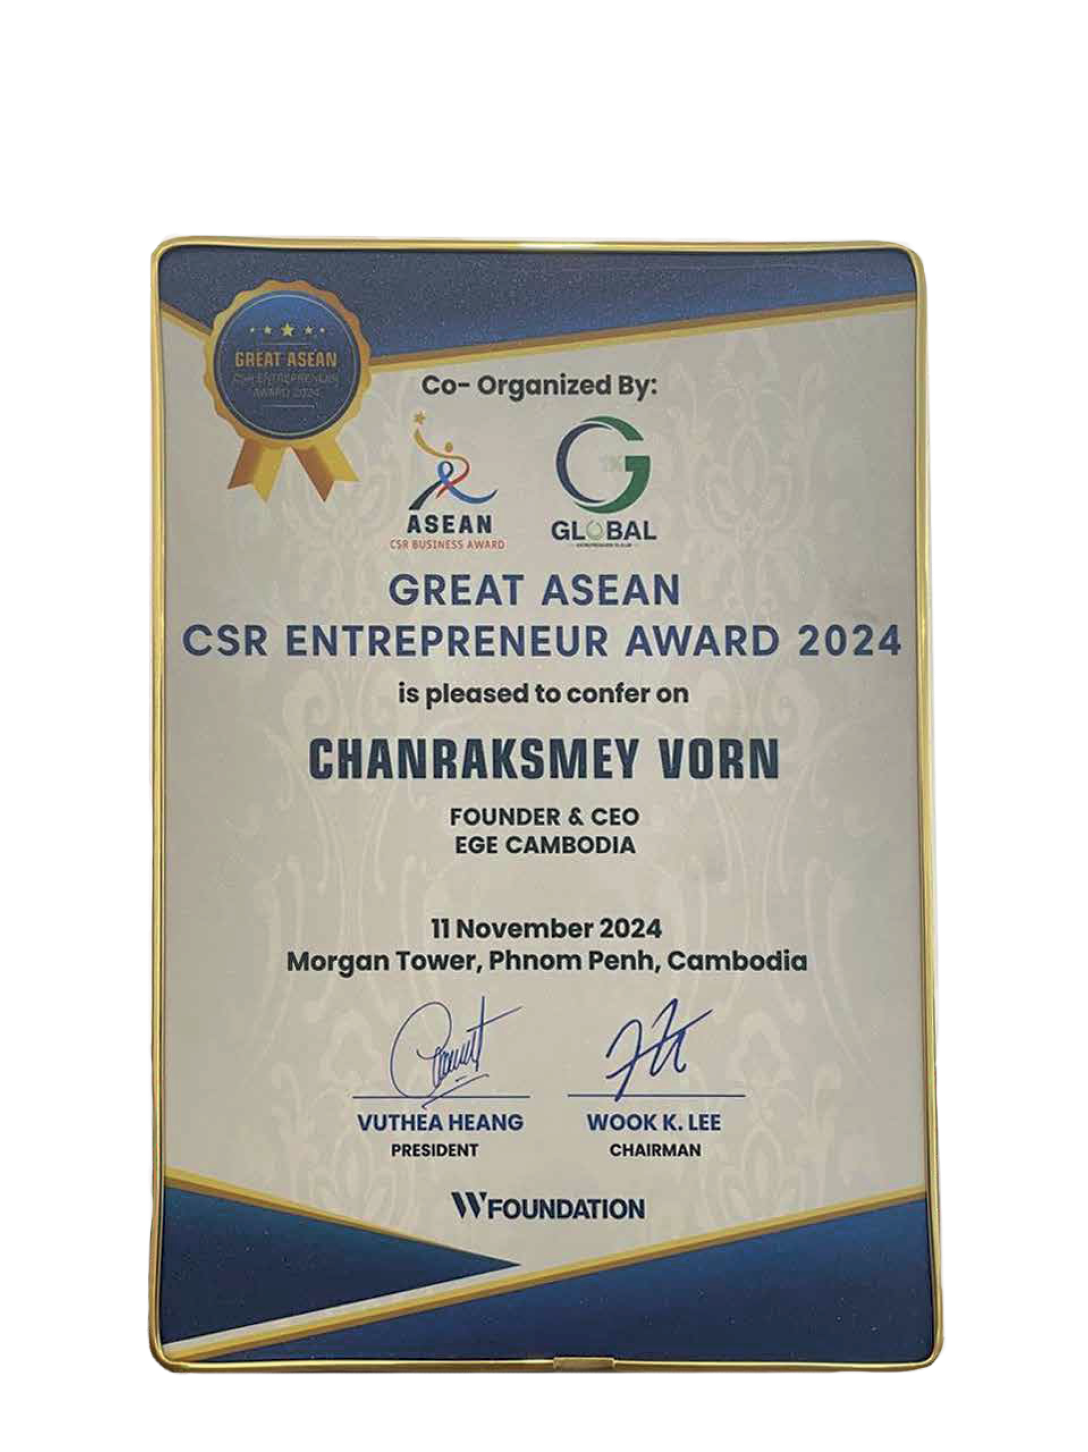 GREAT ASEAN
CSR ENTREPRENEUR
AWARD 2024
Co- Organized By:
ASEAN
CSR BUSINESS AWARD
GLOBAL
GREAT ASEAN
CSR ENTREPRENEUR AWARD 2024
is pleased to confer on
CHANRAKSMEY VORN
FOUNDER & CEO
EGE CAMBODIA
11 November 2024
Morgan Tower, Phnom Penh, Cambodia
VUTHEA HEANG
PRESIDENT
WOOK K. LEE
CHAIRMAN
W FOUNDATION